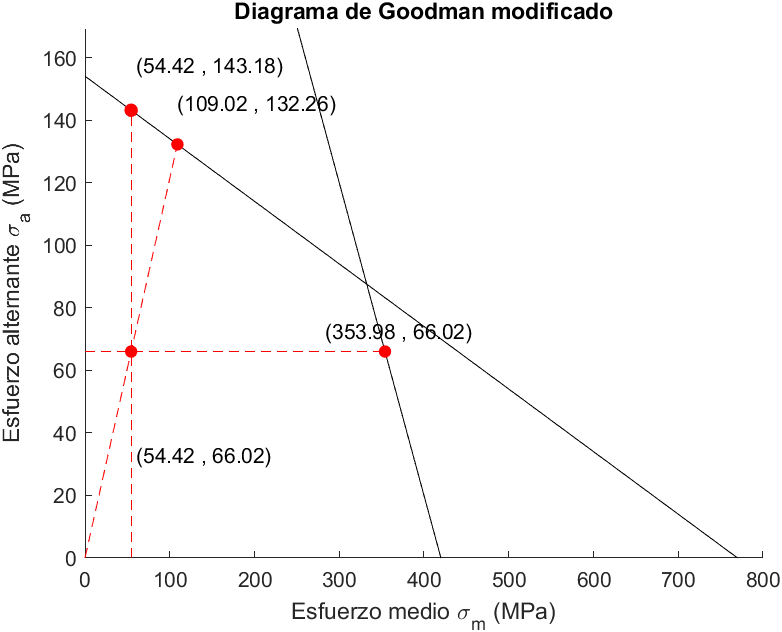 Diagrama de Goodman modificado
160
(54.42 , 143.18)
(109.02 , 132.26)
140
120
100
80
(353.98 , 66.02)
60
40
(54.42 , 66.02)
20
0
0 100 200 300 400 500 600 700 800
Esfuerzo medio σm (MPa)
Esfuerzo alternante σa (MPa)